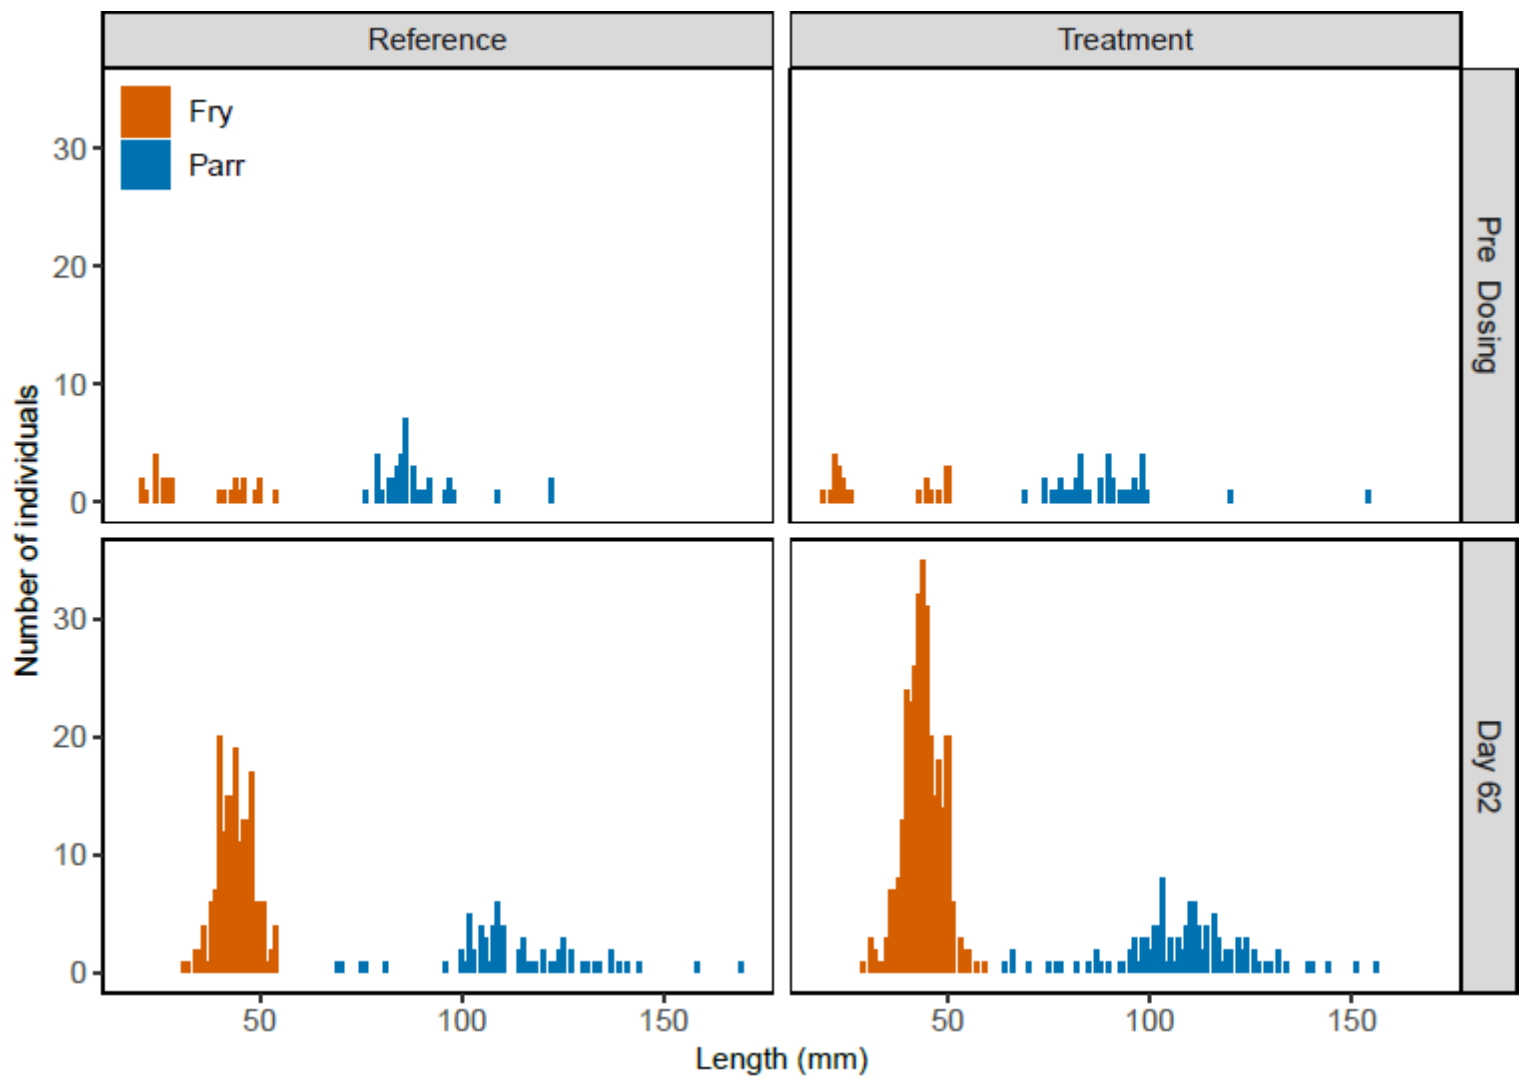 Reference
Treatment
Fry
Parr
30
20
10
0
Pre Dosing
Number of individuals
30
20
10
0
Day 62
50
100
150
50
100
150
Length (mm)